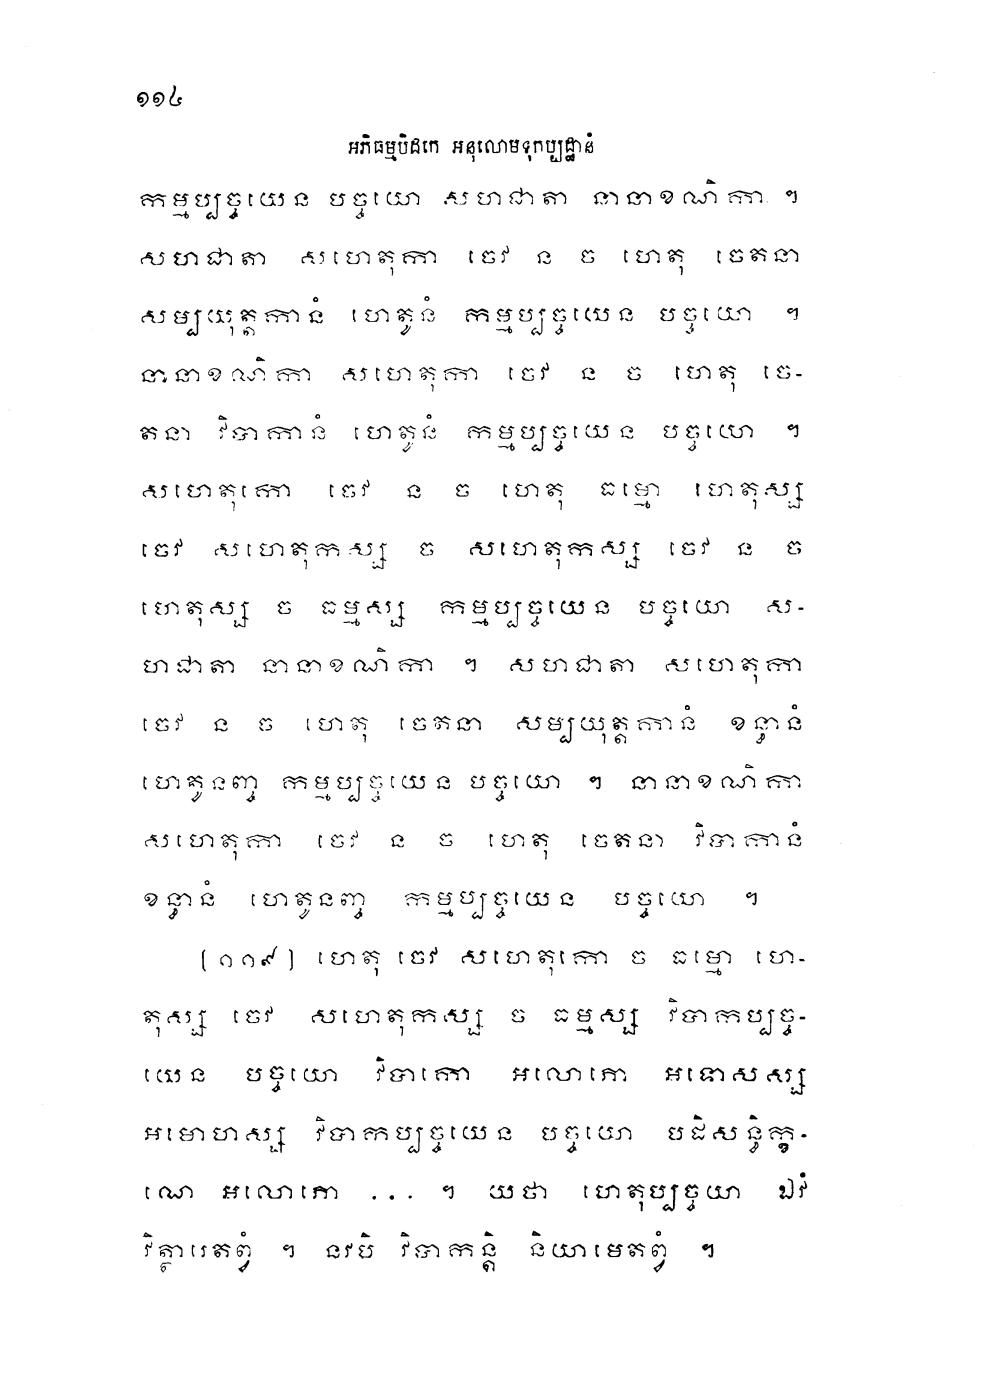 ១១៤
អភិធម្មបិដកេ អនុលោមទុកប្បដ្ឋានំ
កម្មប្បច្ចយេន បច្ចយោ សហជាតា នានាខណិកា ។
សហជាតា សហេតុកា ចេវ ន ច ហេតុ ចេតនា
សម្បយុត្តកានំ ហេតូនំ កម្មប្បច្ចយេន បច្ចយោ ។
នានាខណិកា សហេតុកា ចេវ ន ច ហេតុ ចេ-
តនា វិបាកានំ ហេតូនំ កម្មប្បច្ចយេន បច្ចយោ ។
សហេតុកោ ចេវ ន ច ហេតុ ធម្មោ ហេតុស្ស
ចេវ សហេតុកស្ស ច សហេតុកស្ស ចេវ ន ច
ហេតុស្ស ច ធម្មស្ស កម្មប្បច្ចយេន បច្ចយោ ស-
ហជាតា នានាខណិកា ។ សហជាតា សហេតុកា
ចេវ ន ច ហេតុ ចេតនា សម្បយុត្តកានំ ខន្ធានំ
ហេតូនញ្ច កម្មប្បច្ចយេន បច្ចយោ ។ នានាខណិកា
សហេតុកា ចេវ ន ច ហេតុ ចេតនា វិបាកានំ
ខន្ធានំ ហេតូនញ្ច កម្មប្បច្ចយេន បច្ចយោ ។
[១១៩] ហេតុ ចេវ សហេតុកោ ច ធម្មោ ហេ-
តុស្ស ចេវ សហេតុកស្ស ច ធម្មស្ស វិបាកប្បច្ច-
យេន បច្ចយោ វិបាកោ អលោភោ អទោសស្ស
អមោហស្ស វិបាកប្បច្ចយេន បច្ចយោ បដិសន្ធិក្ខ-
ណេ អលោភោ ... ។ យថា ហេតុប្បច្ចយា ឯវំ
វិត្ថារេតព្វំ ។ នវបិ វិបាកន្តិ និយាមេតព្វំ ។